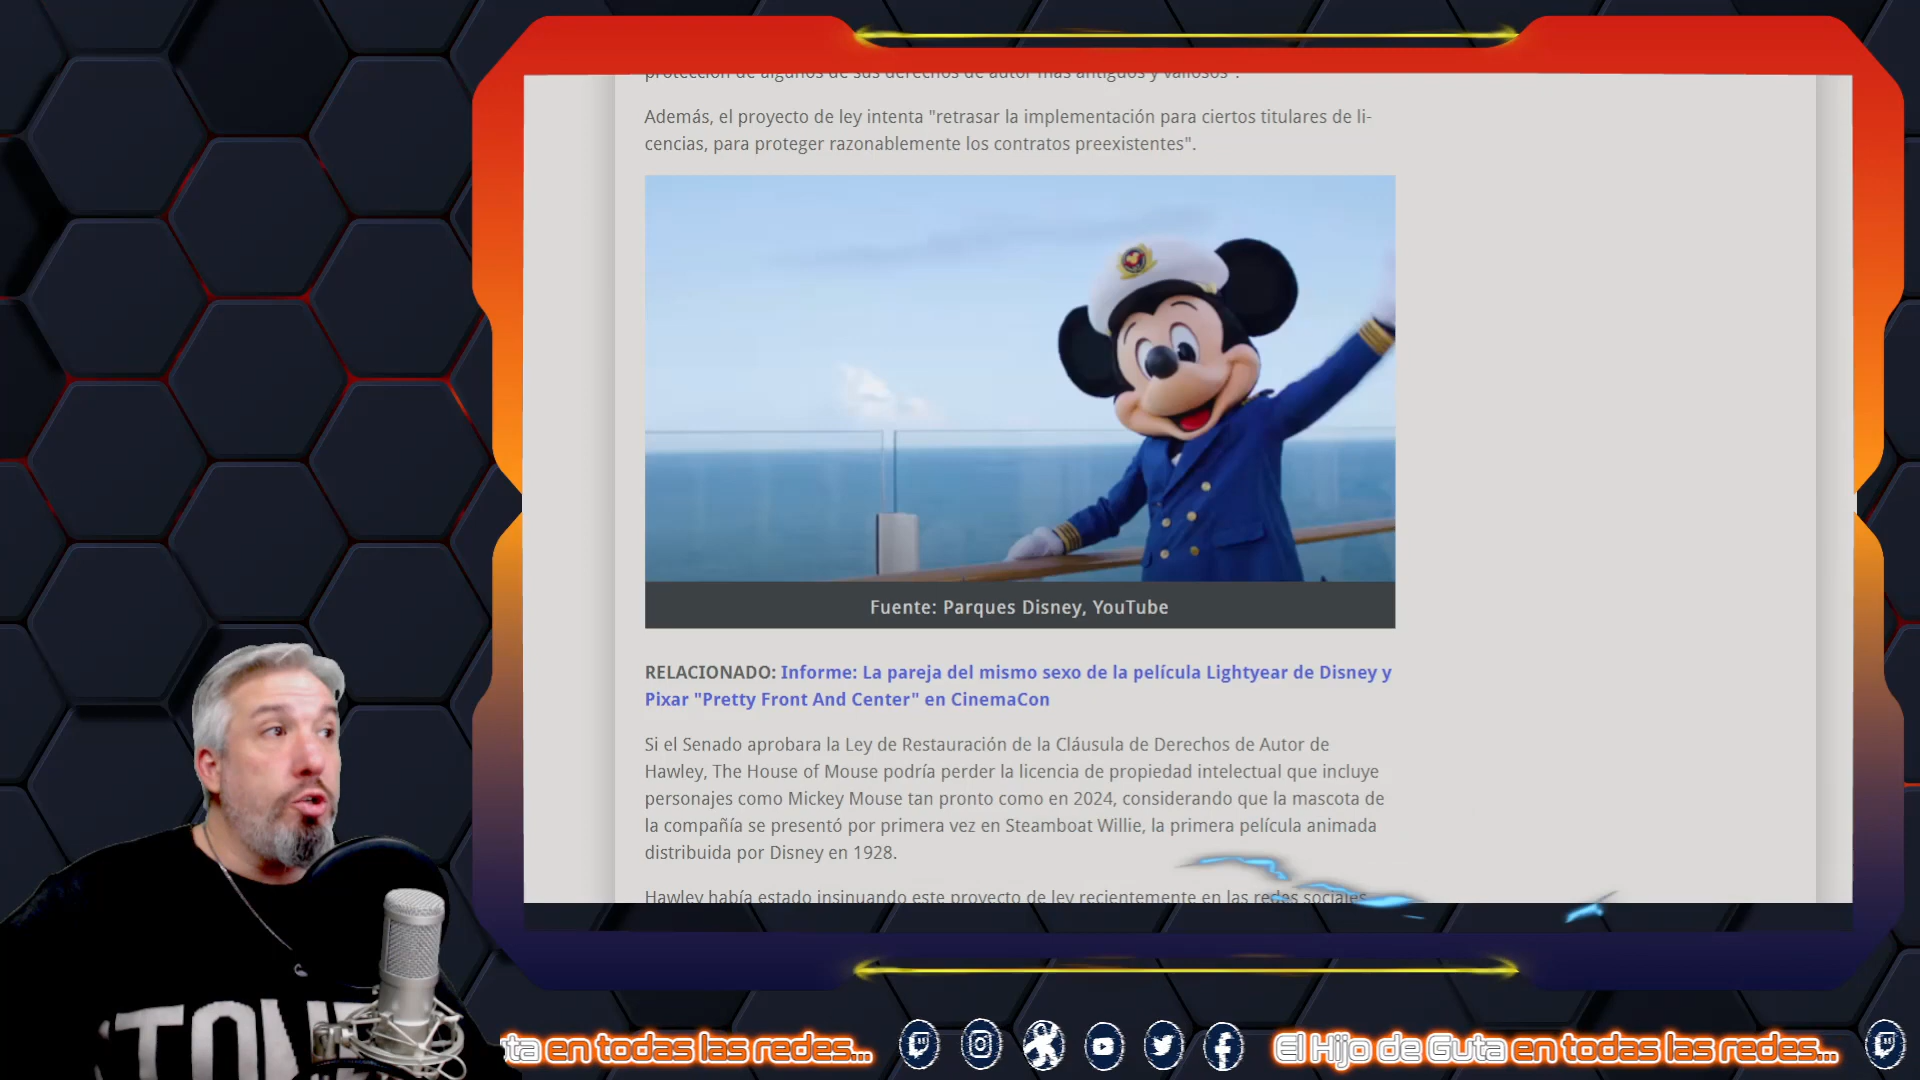 protección de algunos de sus derechos de autor más antiguos y valiosos".
Además, el proyecto de ley intenta "retrasar la implementación para ciertos titulares de li-
cencias, para proteger razonablemente los contratos preexistentes".
Fuente: Parques Disney, YouTube
RELACIONADO: Informe: La pareja del mismo sexo de la película Lightyear de Disney y
Pixar "Pretty Front And Center" en CinemaCon
Si el Senado aprobara la Ley de Restauración de la Cláusula de Derechos de Autor de
Hawley, The House of Mouse podría perder la licencia de propiedad intelectual que incluye
personajes como Mickey Mouse tan pronto como en 2024, considerando que la mascota de
la compañía se presentó por primera vez en Steamboat Willie, la primera película animada
distribuida por Disney en 1928.
Hawley había estado insinuando este proyecto de ley recientemente en las redes sociales
ta en todas las redes...
El Hijo de Guta en todas las redes...